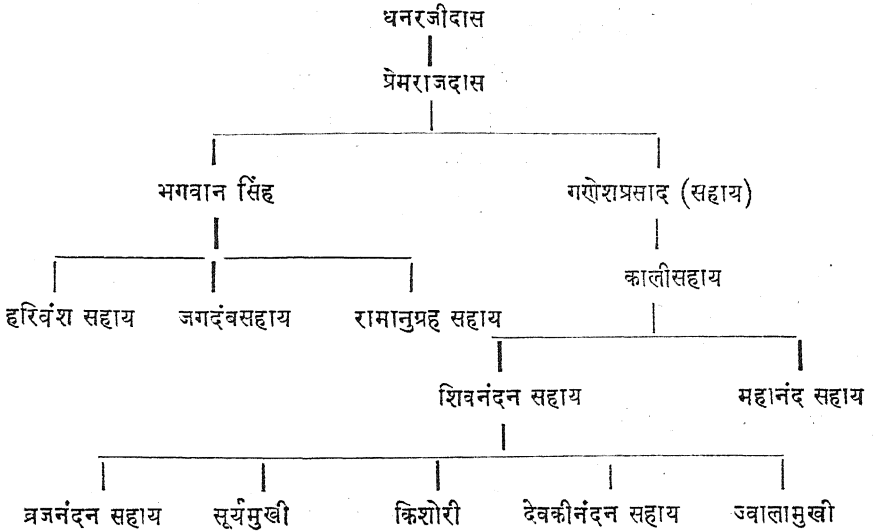 धनरजीदास
प्रेमराजदास
भगवान सिंह गणेशप्रसाद (सहाय)
कालीसहाय
हरिवंश सहाय जगदंबसहाय रामानुग्रह सहाय
शिवनंदन सहाय महानंद सहाय
व्रजनंदन सहाय सूर्यमुखी किशोरी देवकीनंदन सहाय ज्वालामुखी